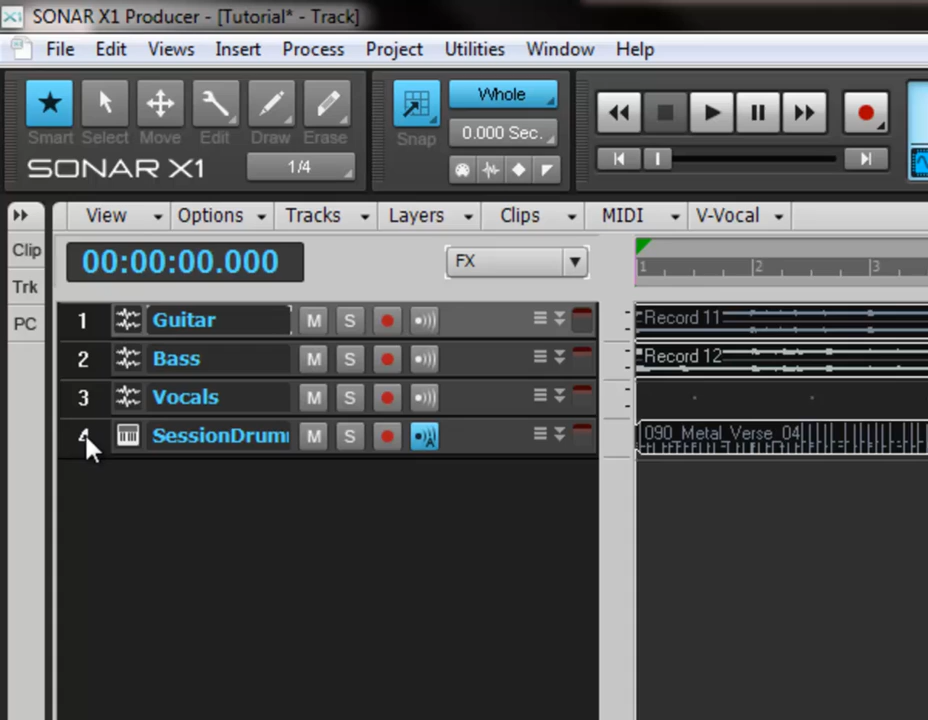 SONAR X1 Producer - [Tutorial* - Track]
File Edit Views Insert Process Project Utilities Window Help
Whole
0.000 Sec.
Smart Select Move Edit Draw Erase Snap
SONAR X1 1/4
View Options Tracks Layers Clips MIDI V-Vocal
Clip
Trk
PC
00:00:00.000 FX
1 2 3
1 Guitar M S Record 11
2 Bass M S Record 12
3 Vocals M S
4 SessionDrum M S A 090_Metal_Verse_04